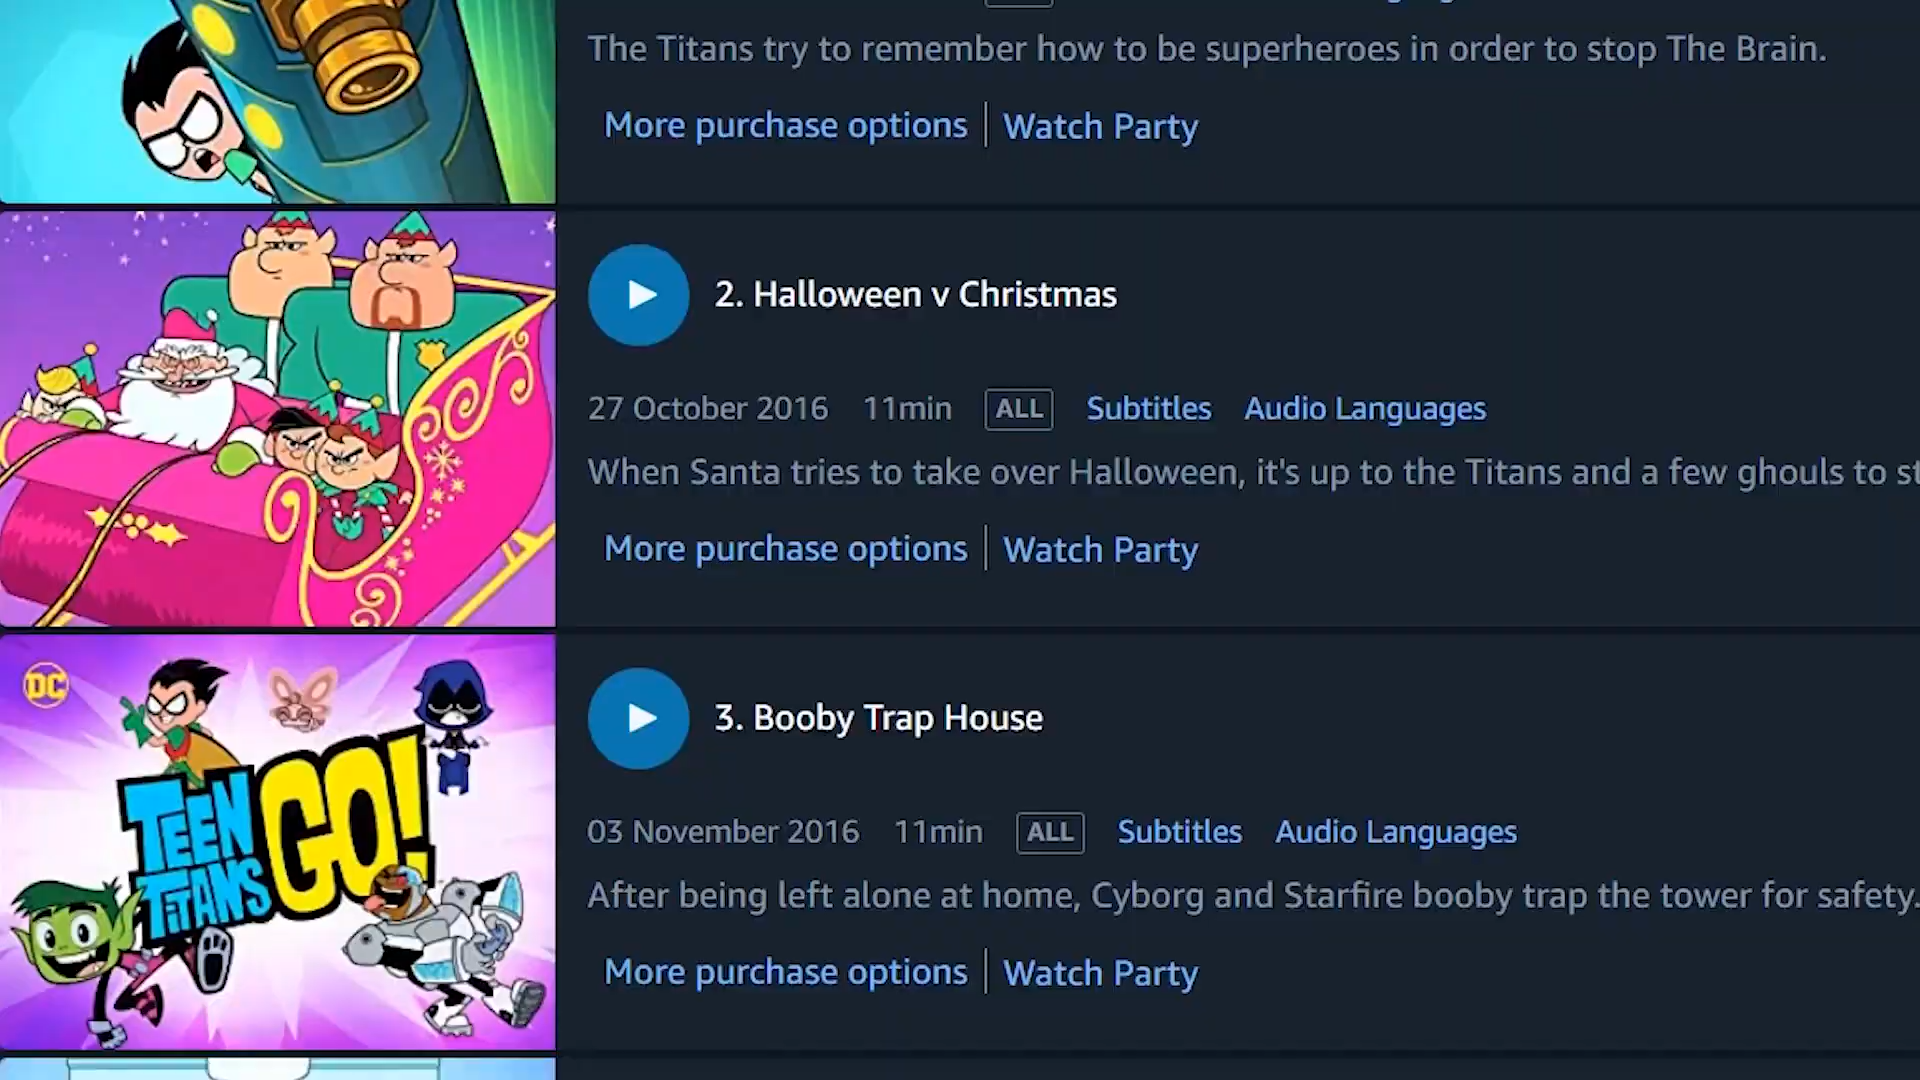 The Titans try to remember how to be superheroes in order to stop The Brain.
More purchase options | Watch Party
2. Halloween v Christmas
27 October 2016 11min ALL Subtitles Audio Languages
When Santa tries to take over Halloween, it's up to the Titans and a few ghouls to st
More purchase options | Watch Party
DC
TEEN TITANS GO!
3. Booby Trap House
03 November 2016 11min ALL Subtitles Audio Languages
After being left alone at home, Cyborg and Starfire booby trap the tower for safety.
More purchase options | Watch Party